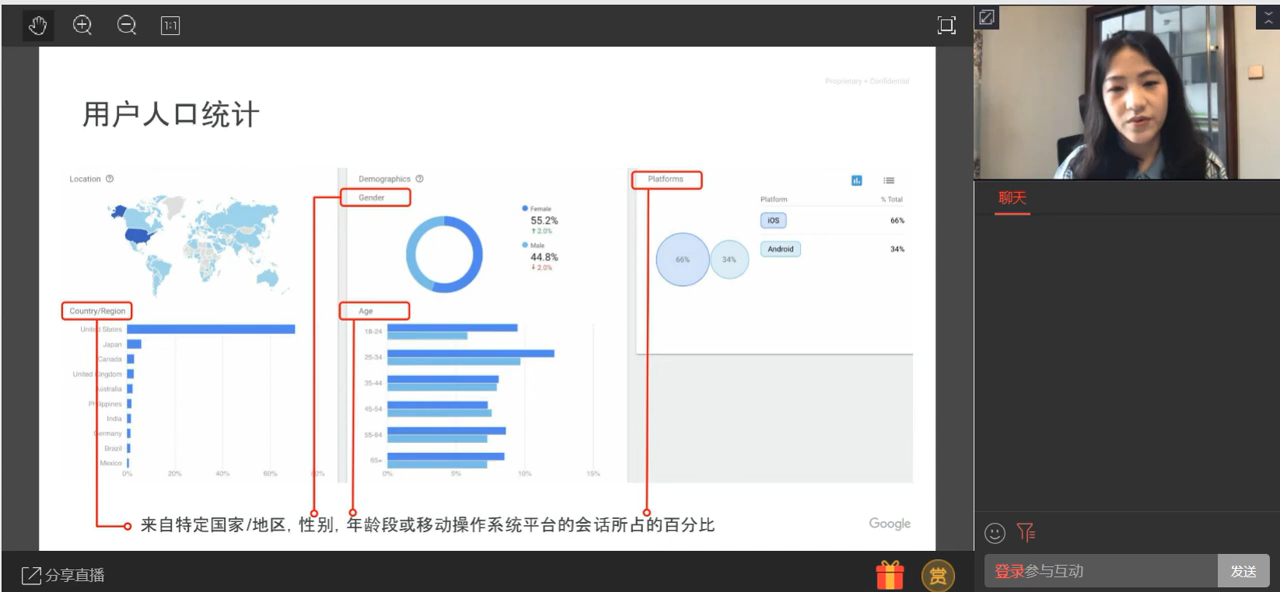 1:1
Proprietary + Confidential
用户人口统计
Location
Country/Region
United States
Japan
Canada
United Kingdom
Australia
Philippines
India
Germany
Brazil
Mexico
0% 20% 40% 60% 80%
Demographics
Gender
Female
55.2%
↑ 2.0%
Male
44.8%
↓ 2.0%
Age
18-24
25-34
35-44
45-54
55-64
65+
0% 5% 10% 15%
Platforms
Platform % Total
iOS 66%
Android 34%
66% 34%
来自特定国家/地区, 性别, 年龄段或移动操作系统平台的会话所占的百分比
Google
分享直播
赏
聊天
登录参与互动
发送